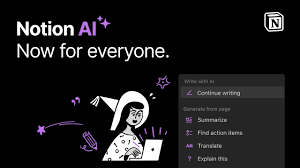 Notion AI
Now for everyone.
Write with AI
Continue writing
Generate from page
Summarize
Find action items
Translate
Explain this